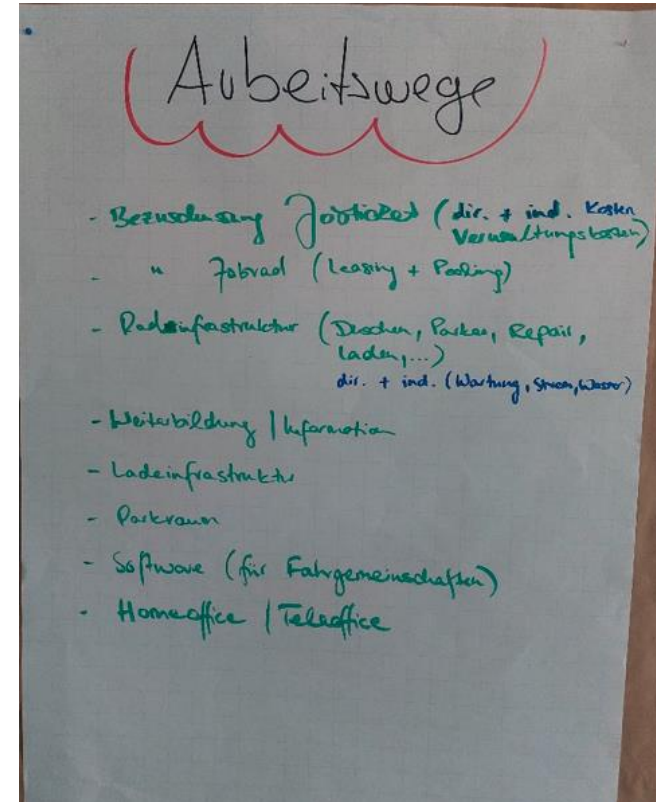 Arbeitswege
- Bezuschussung Jobticket (dir. + ind. Kosten
Verwaltungskosten)
- " Jobrad (Leasing + Pooling)
- Radinfrastruktur (Duschen, Parken, Repair,
Laden,...)
dir. + ind. (Wartung, Strom, Wasser)
- Weiterbildung / Information
- Ladeinfrastruktur
- Parkraum
- Software (für Fahrgemeinschaften)
- Homeoffice / Teleoffice